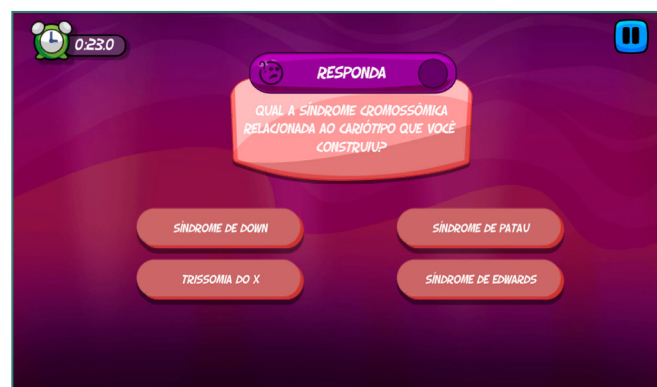 0:23.0
RESPONDA
QUAL A SÍNDROME CROMOSSÔMICA
RELACIONADA AO CARIÓTIPO QUE VOCÊ
CONSTRUIU?
SÍNDROME DE DOWN
SÍNDROME DE PATAU
TRISSOMIA DO X
SÍNDROME DE EDWARDS